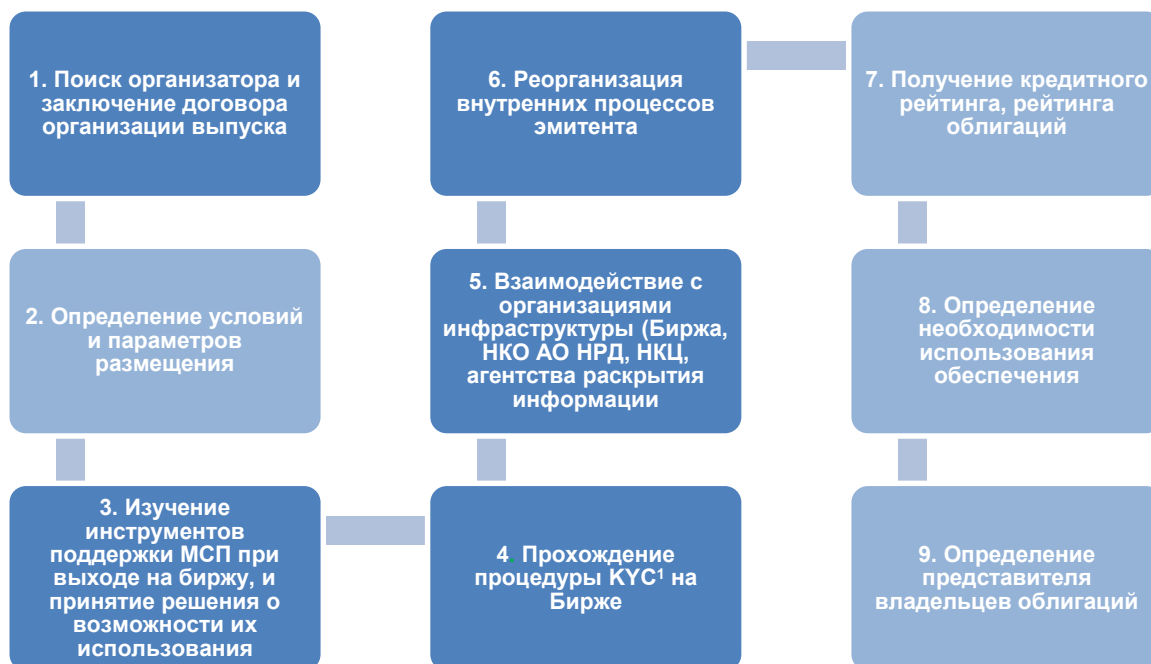 1. Поиск организатора и
заключение договора
организации выпуска
2. Определение условий
и параметров
размещения
3. Изучение
инструментов
поддержки МСП при
выходе на биржу, и
принятие решения о
возможности их
использования
4. Прохождение
процедуры KYC¹ на
Бирже
5. Взаимодействие с
организациями
инфраструктуры (Биржа,
НКО АО НРД, НКЦ,
агентства раскрытия
информации
6. Реорганизация
внутренних процессов
эмитента
7. Получение кредитного
рейтинга, рейтинга
облигаций
8. Определение
необходимости
использования
обеспечения
9. Определение
представителя
владельцев облигаций